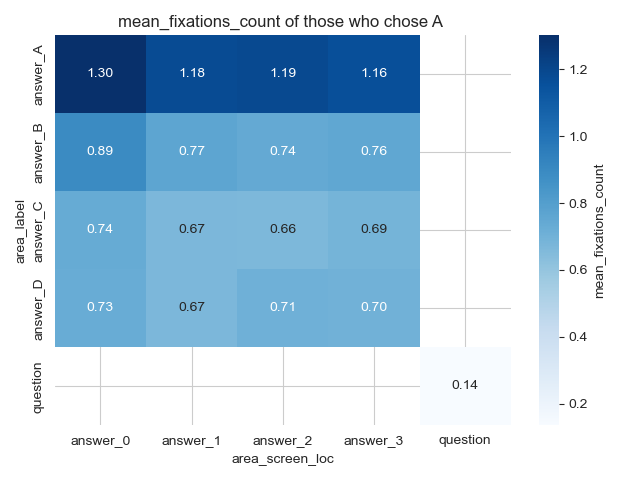 mean_fixations_count of those who chose A
answer_A
1.30 1.18 1.19 1.16
answer_B
0.89 0.77 0.74 0.76
answer_C
0.74 0.67 0.66 0.69
answer_D
0.73 0.67 0.71 0.70
question
0.14
area_label
answer_0 answer_1 answer_2 answer_3 question
area_screen_loc
1.2
1.0
0.8
0.6
0.4
0.2
mean_fixations_count